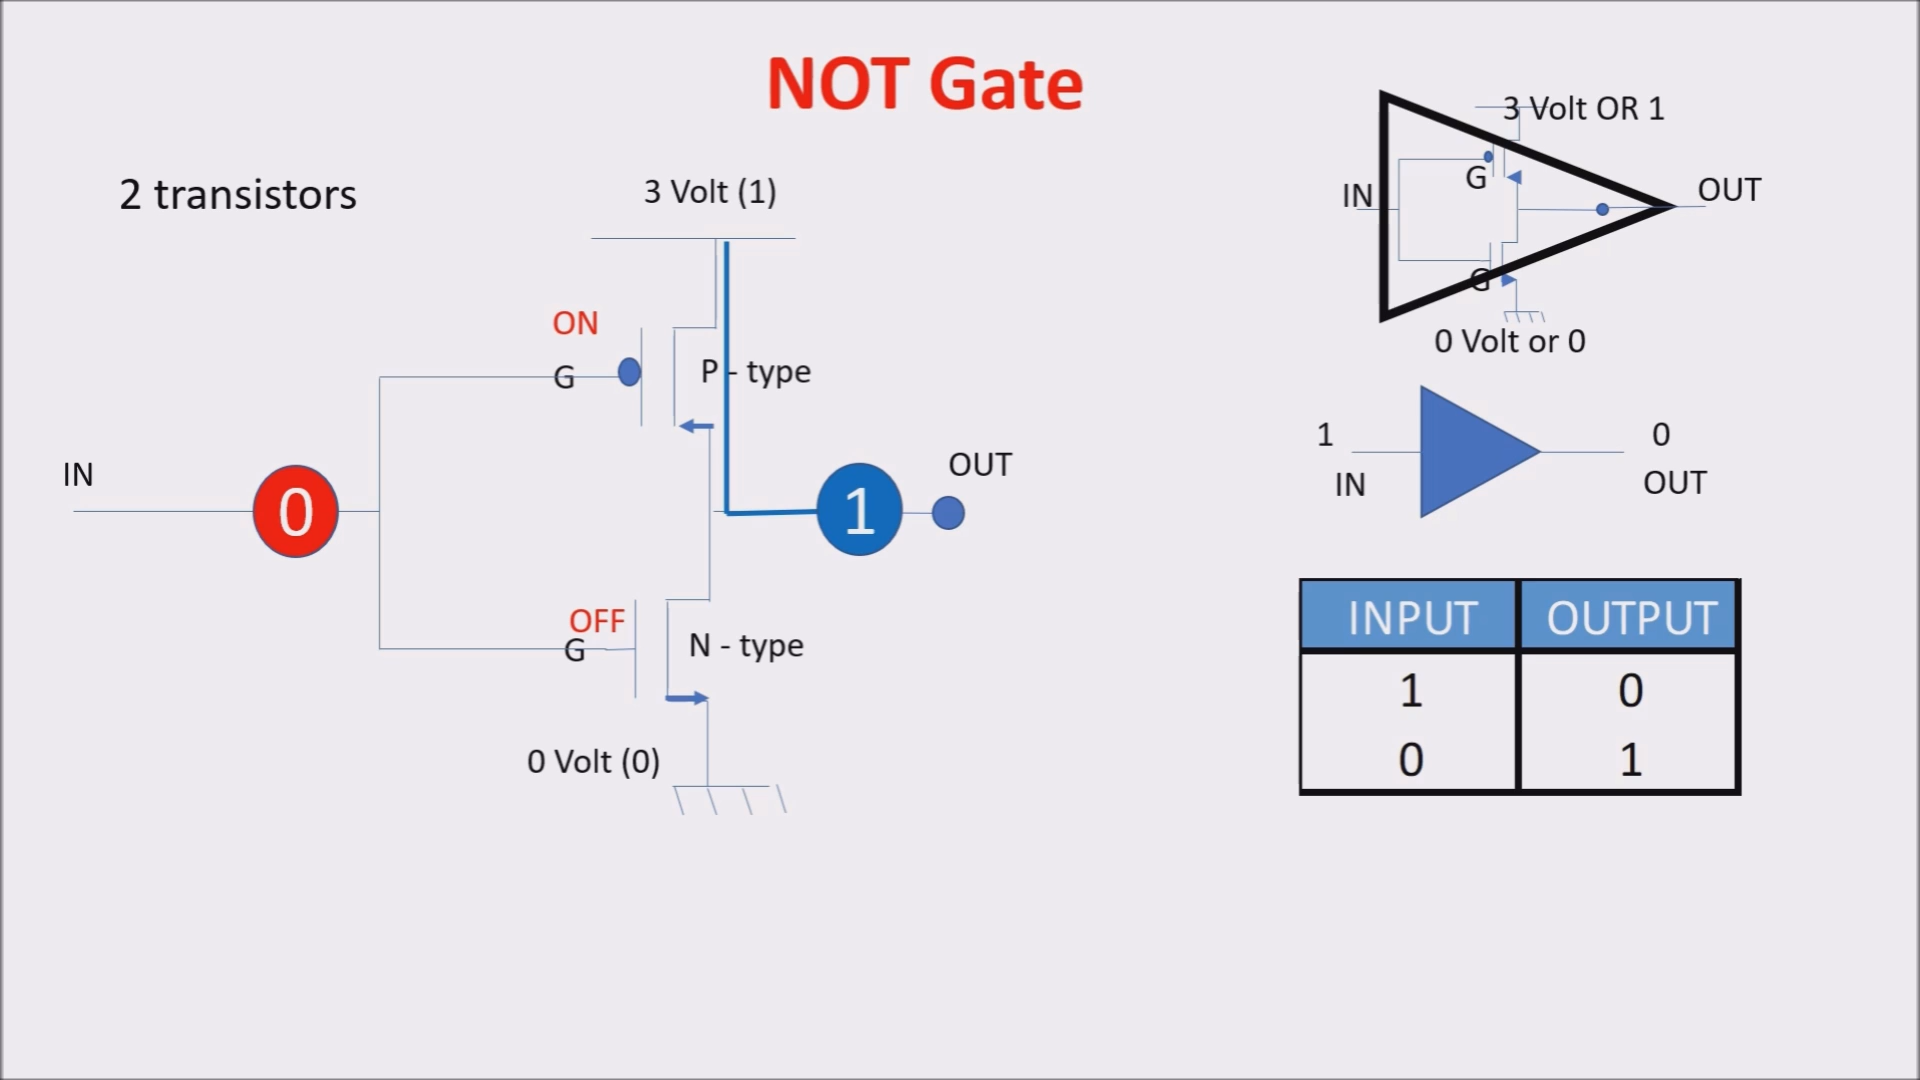 NOT Gate
2 transistors
3 Volt (1)
ON
G
P - type
IN
0
1
OUT
OFF
G
N - type
0 Volt (0)
3 Volt OR 1
IN
G
OUT
G
0 Volt or 0
1
0
IN
OUT
INPUT OUTPUT
1 0
0 1